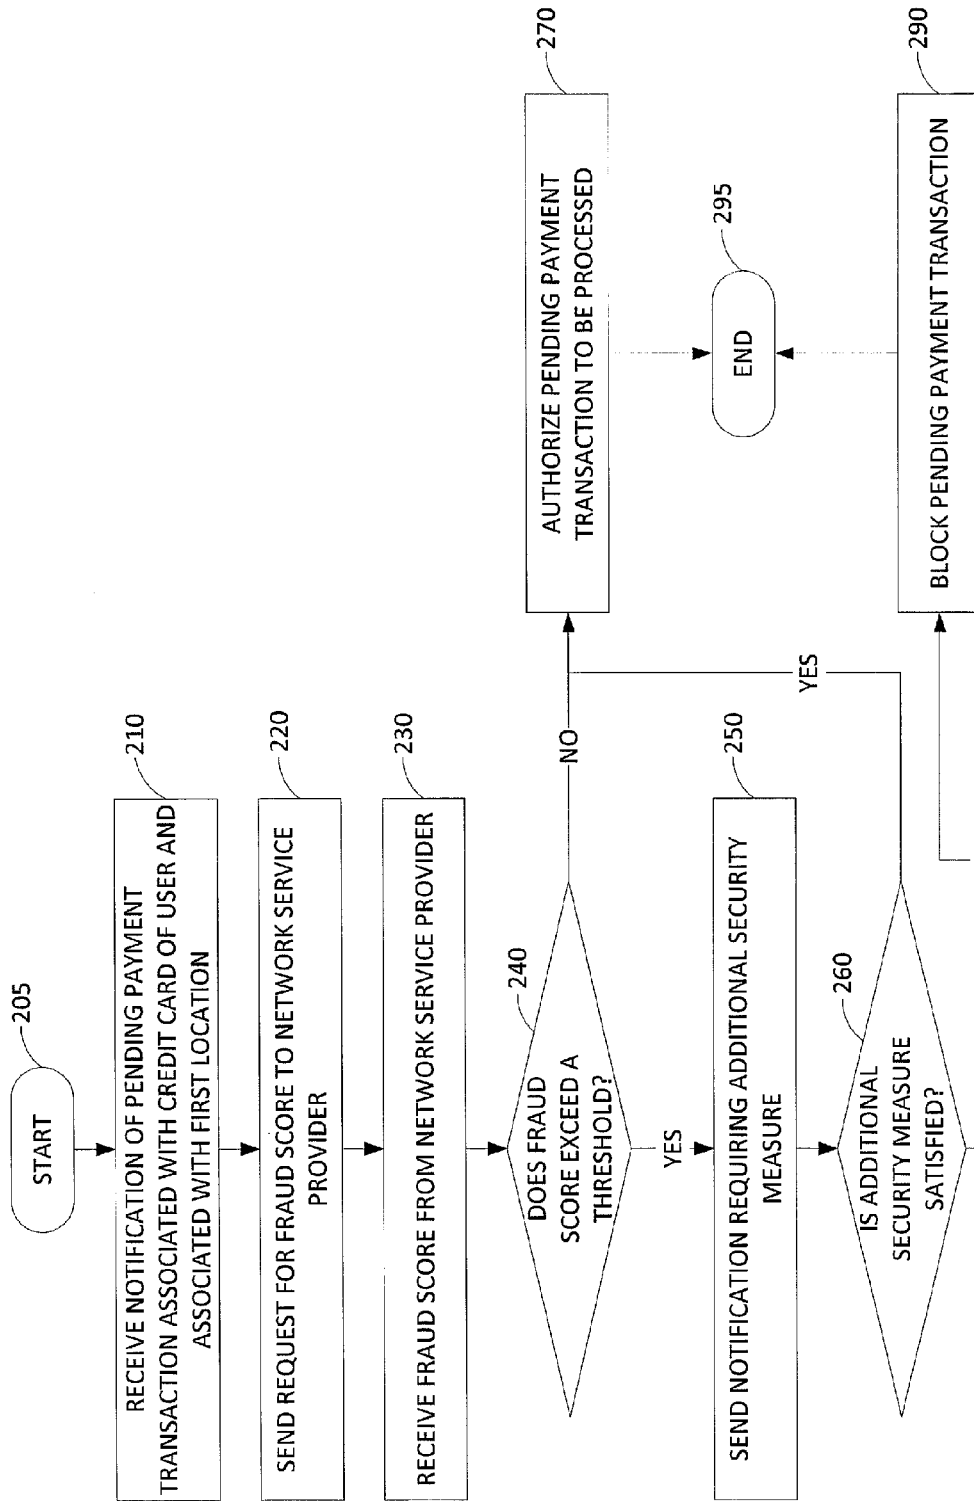 START
205
RECEIVE NOTIFICATION OF PENDING PAYMENT
TRANSACTION ASSOCIATED WITH CREDIT CARD OF USER AND
ASSOCIATED WITH FIRST LOCATION
210
SEND REQUEST FOR FRAUD SCORE TO NETWORK SERVICE
PROVIDER
220
RECEIVE FRAUD SCORE FROM NETWORK SERVICE PROVIDER
230
DOES FRAUD
SCORE EXCEED A
THRESHOLD?
240
NO
YES
AUTHORIZE PENDING PAYMENT
TRANSACTION TO BE PROCESSED
270
SEND NOTIFICATION REQUIRING ADDITIONAL SECURITY
MEASURE
250
END
295
IS ADDITIONAL
SECURITY MEASURE
SATISFIED?
260
YES
BLOCK PENDING PAYMENT TRANSACTION
290